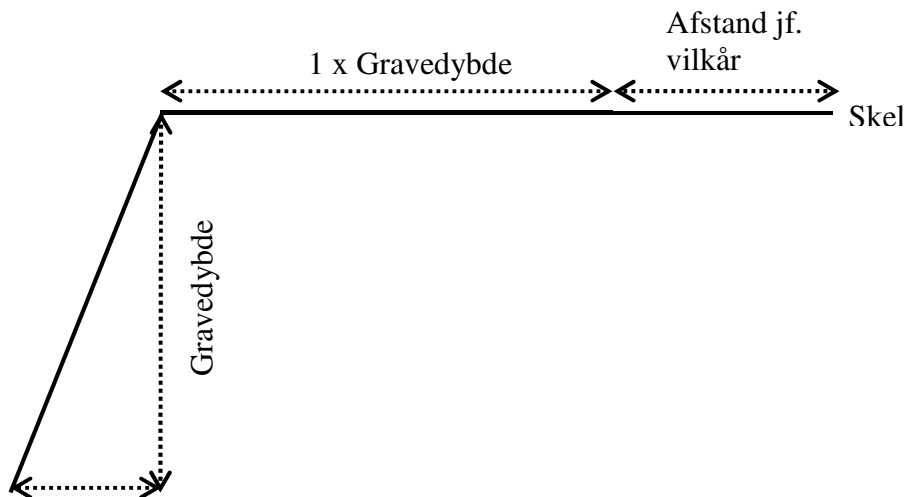 Afstand jf.
vilkår
1 x Gravedybde
Skel
Gravedybde